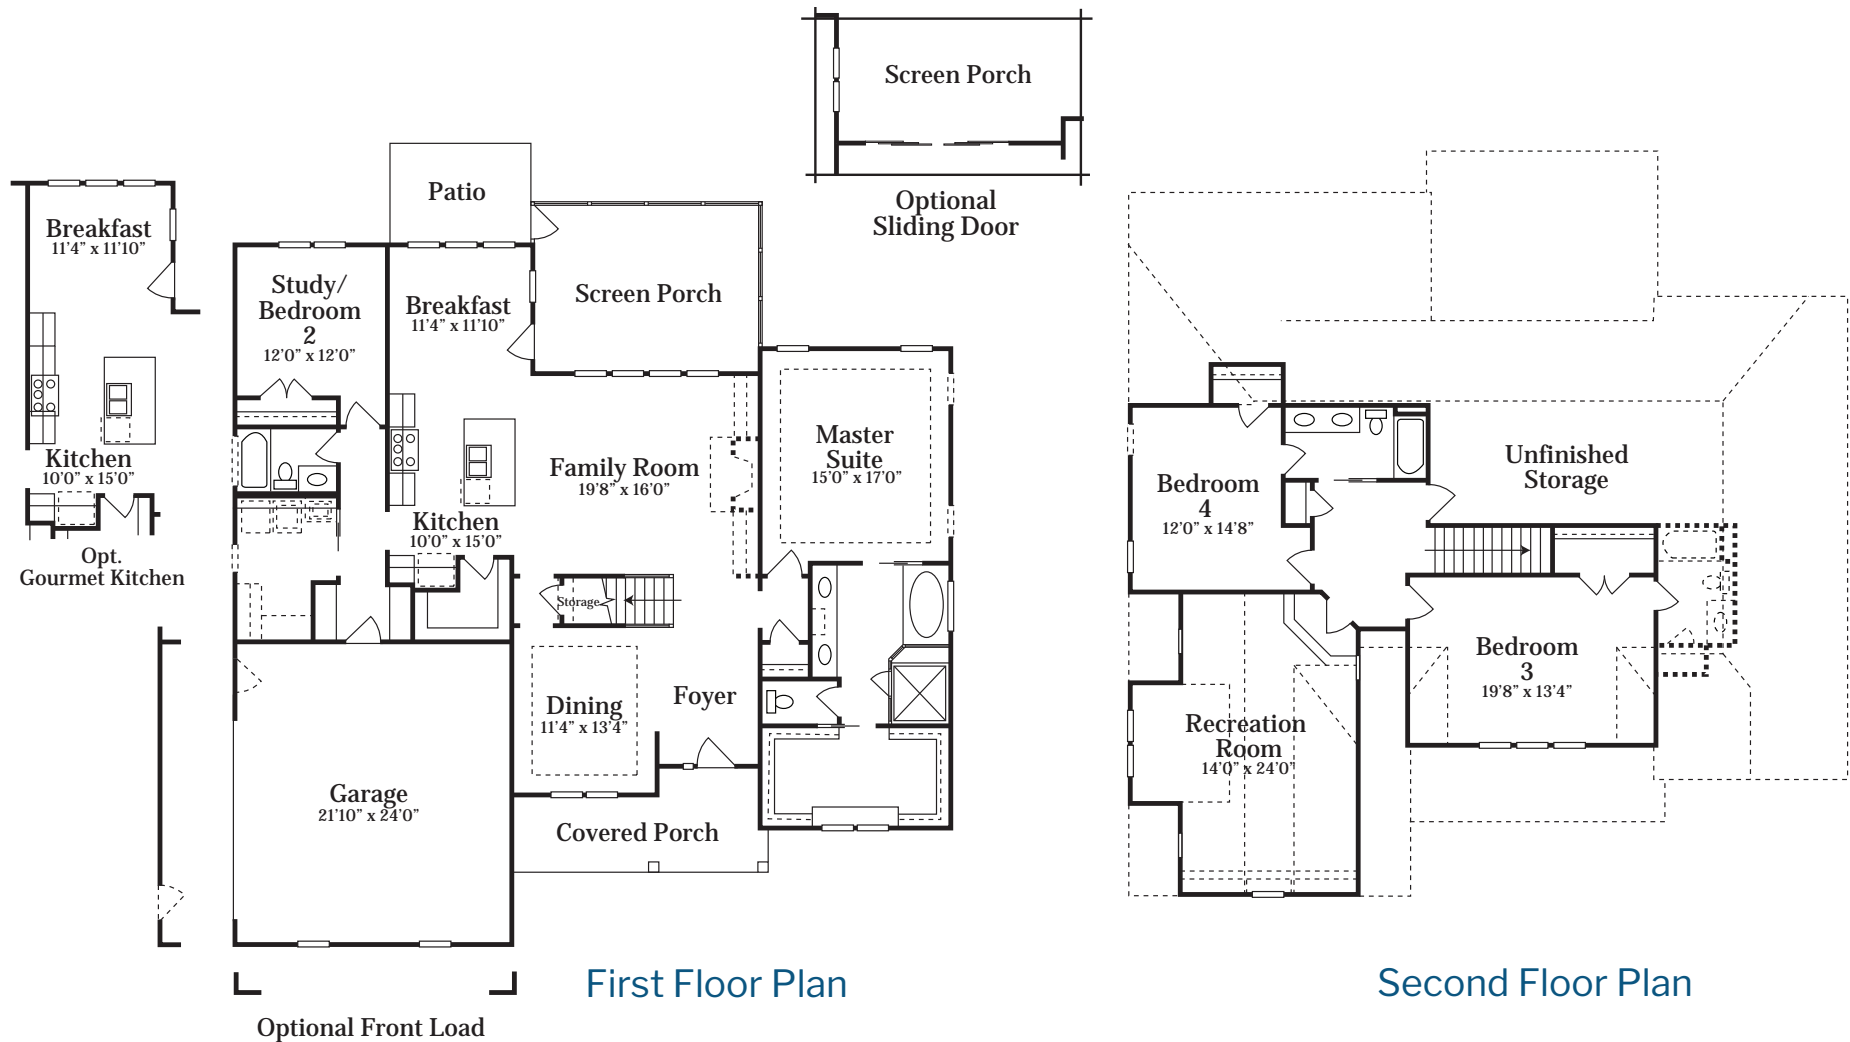 Screen Porch
Optional
Sliding Door
Breakfast
11'4” x 11'10”
Kitchen
10'0” x 15'0”
Opt.
Gourmet Kitchen
Patio
Study/
Bedroom
2
12'0” x 12'0”
Breakfast
11'4” x 11'10”
Screen Porch
Kitchen
10'0” x 15'0”
Family Room
19'8” x 16'0”
Master
Suite
15'0” x 17'0”
Storage
Dining
11'4” x 13'4”
Foyer
Garage
21'10” x 24'0”
Covered Porch
First Floor Plan
Optional Front Load
Unfinished
Storage
Bedroom
4
12'0” x 14'8”
Bedroom
3
19'8” x 13'4”
Recreation
Room
14'0” x 24'0”
Second Floor Plan